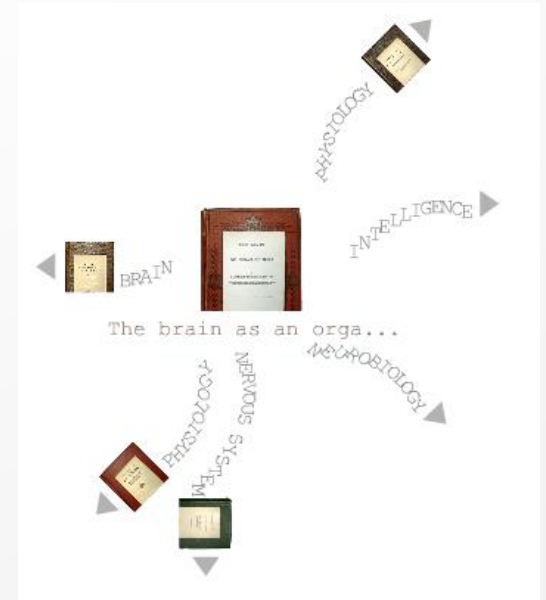 PHYSIOLOGY
INTELLIGENCE
BRAIN
The brain as an orga...
NEUROBIOLOGY
PHYSIOLOGY
NERVOUS SYSTEM